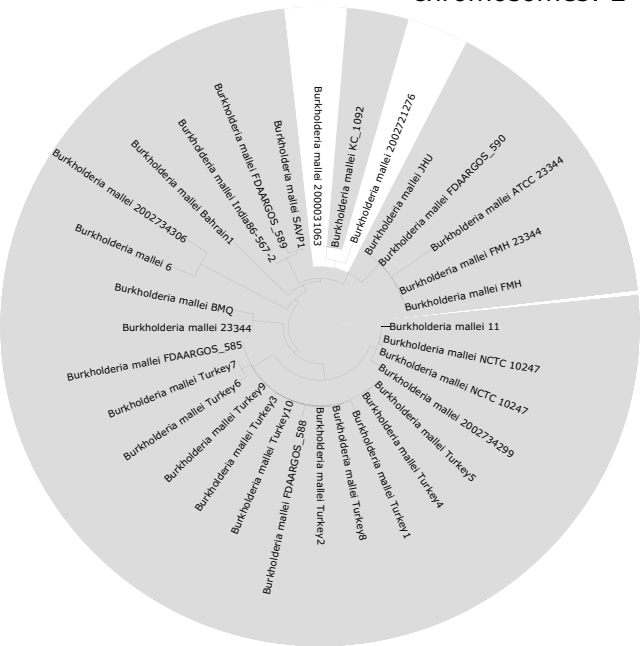 Burkholderia mallei 2000031063
Burkholderia mallei KC_1092
Burkholderia mallei 2002721276
Burkholderia mallei JHU
Burkholderia mallei FDAARGOS_590
Burkholderia mallei ATCC 23344
Burkholderia mallei FMH 23344
Burkholderia mallei FMH
Burkholderia mallei 11
Burkholderia mallei NCTC 10247
Burkholderia mallei NCTC 10247
Burkholderia mallei 2002734299
Burkholderia mallei Turkey5
Burkholderia mallei Turkey4
Burkholderia mallei Turkey1
Burkholderia mallei Turkey8
Burkholderia mallei Turkey2
Burkholderia mallei FDAARGOS_588
Burkholderia mallei Turkey10
Burkholderia mallei Turkey3
Burkholderia mallei Turkey9
Burkholderia mallei Turkey6
Burkholderia mallei Turkey7
Burkholderia mallei FDAARGOS_585
Burkholderia mallei 23344
Burkholderia mallei BMQ
Burkholderia mallei 6
Burkholderia mallei 2002734306
Burkholderia mallei Bahrain1
Burkholderia mallei India86-567-2
Burkholderia mallei FDAARGOS_589
Burkholderia mallei SAVP1